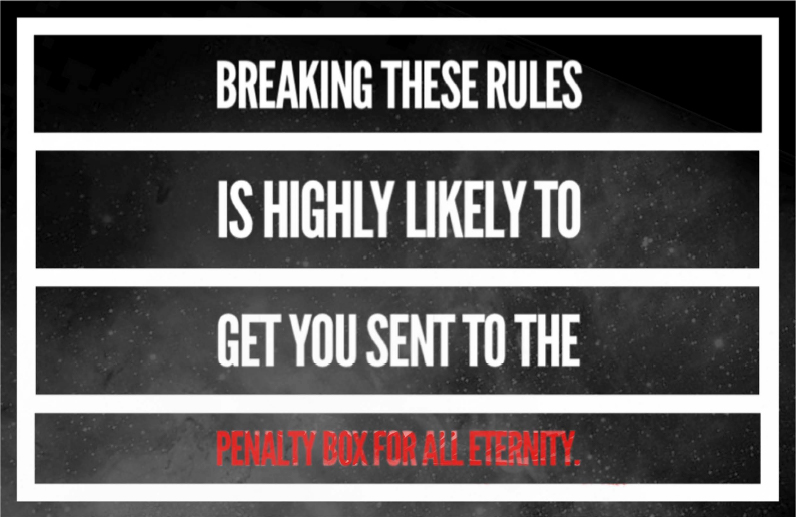 BREAKING THESE RULES
IS HIGHLY LIKELY TO
GET YOU SENT TO THE
PENALTY BOX FOR ALL ETERNITY.